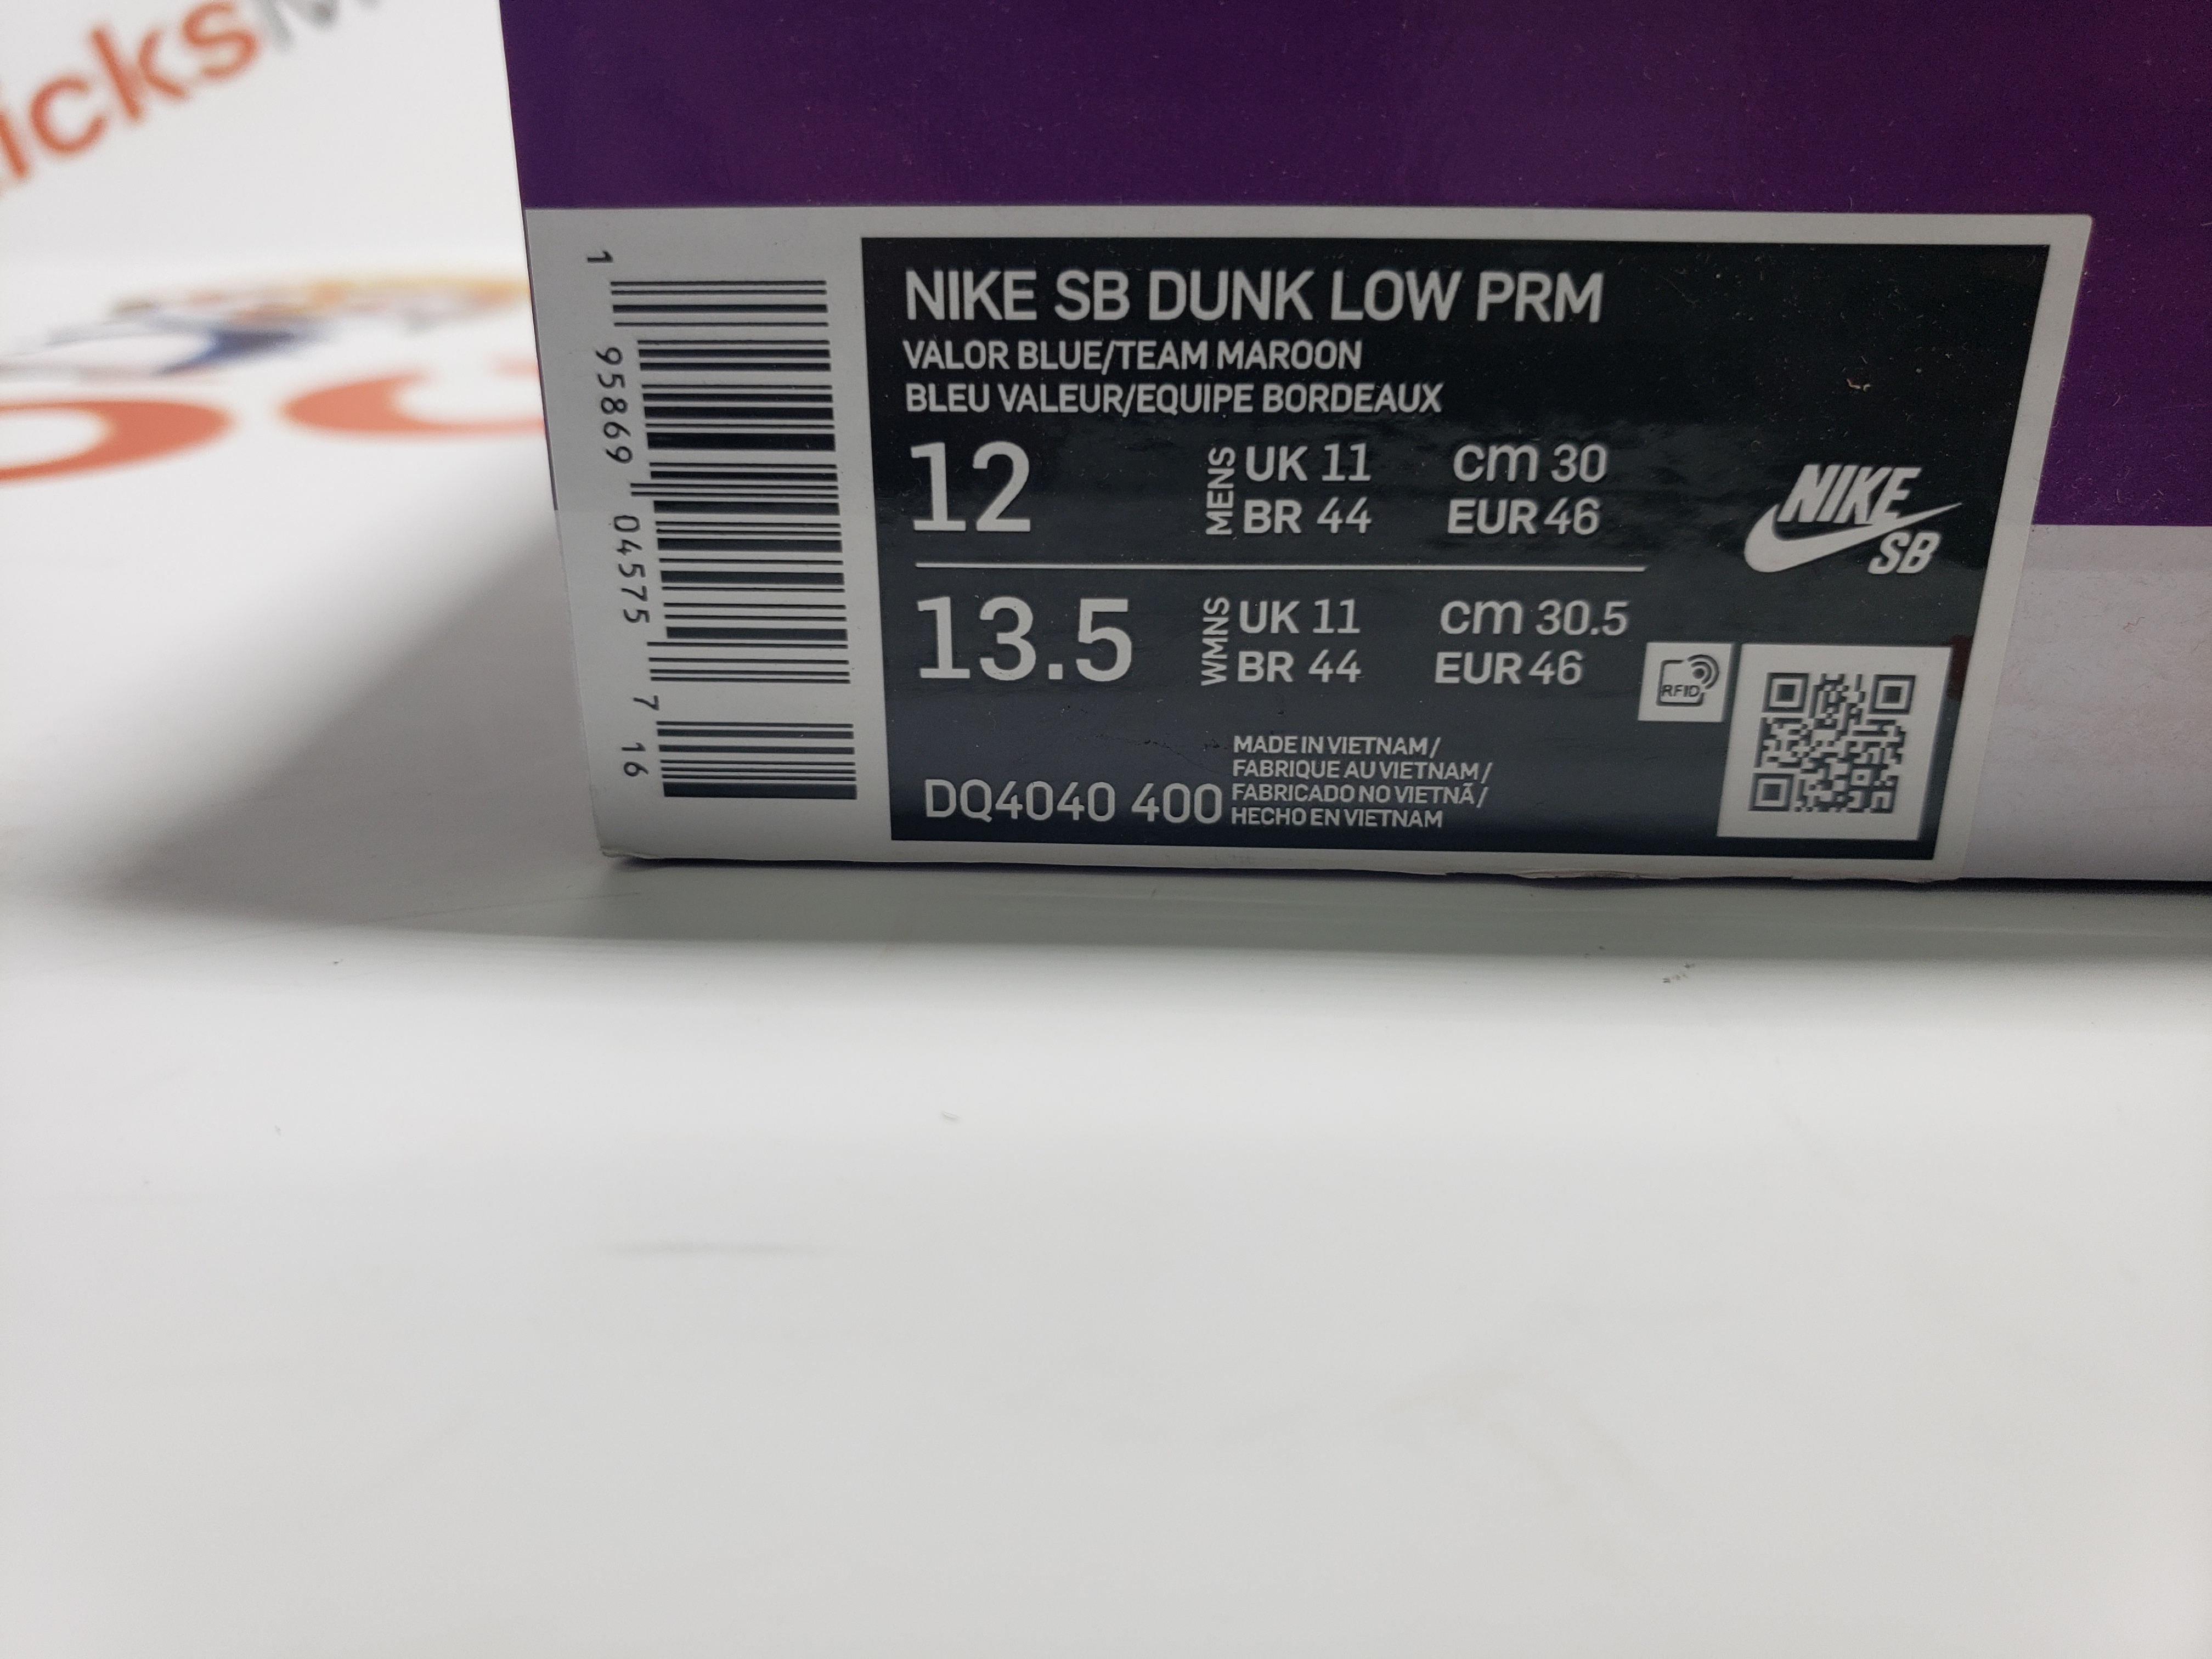 NIKE SB DUNK LOW PRM
VALOR BLUE/TEAM MAROON
BLEU VALEUR/EQUIPE BORDEAUX
12
MENS
UK 11 cm 30
BR 44 EUR 46
13.5
WMNS
UK 11 cm 30.5
BR 44 EUR 46
NIKE
SB
RFID
MADE IN VIETNAM/
FABRIQUE AU VIETNAM/
FABRICADO NO VIETNÃ/
HECHO EN VIETNAM
DQ4040 400
1 95869 04575 7 16